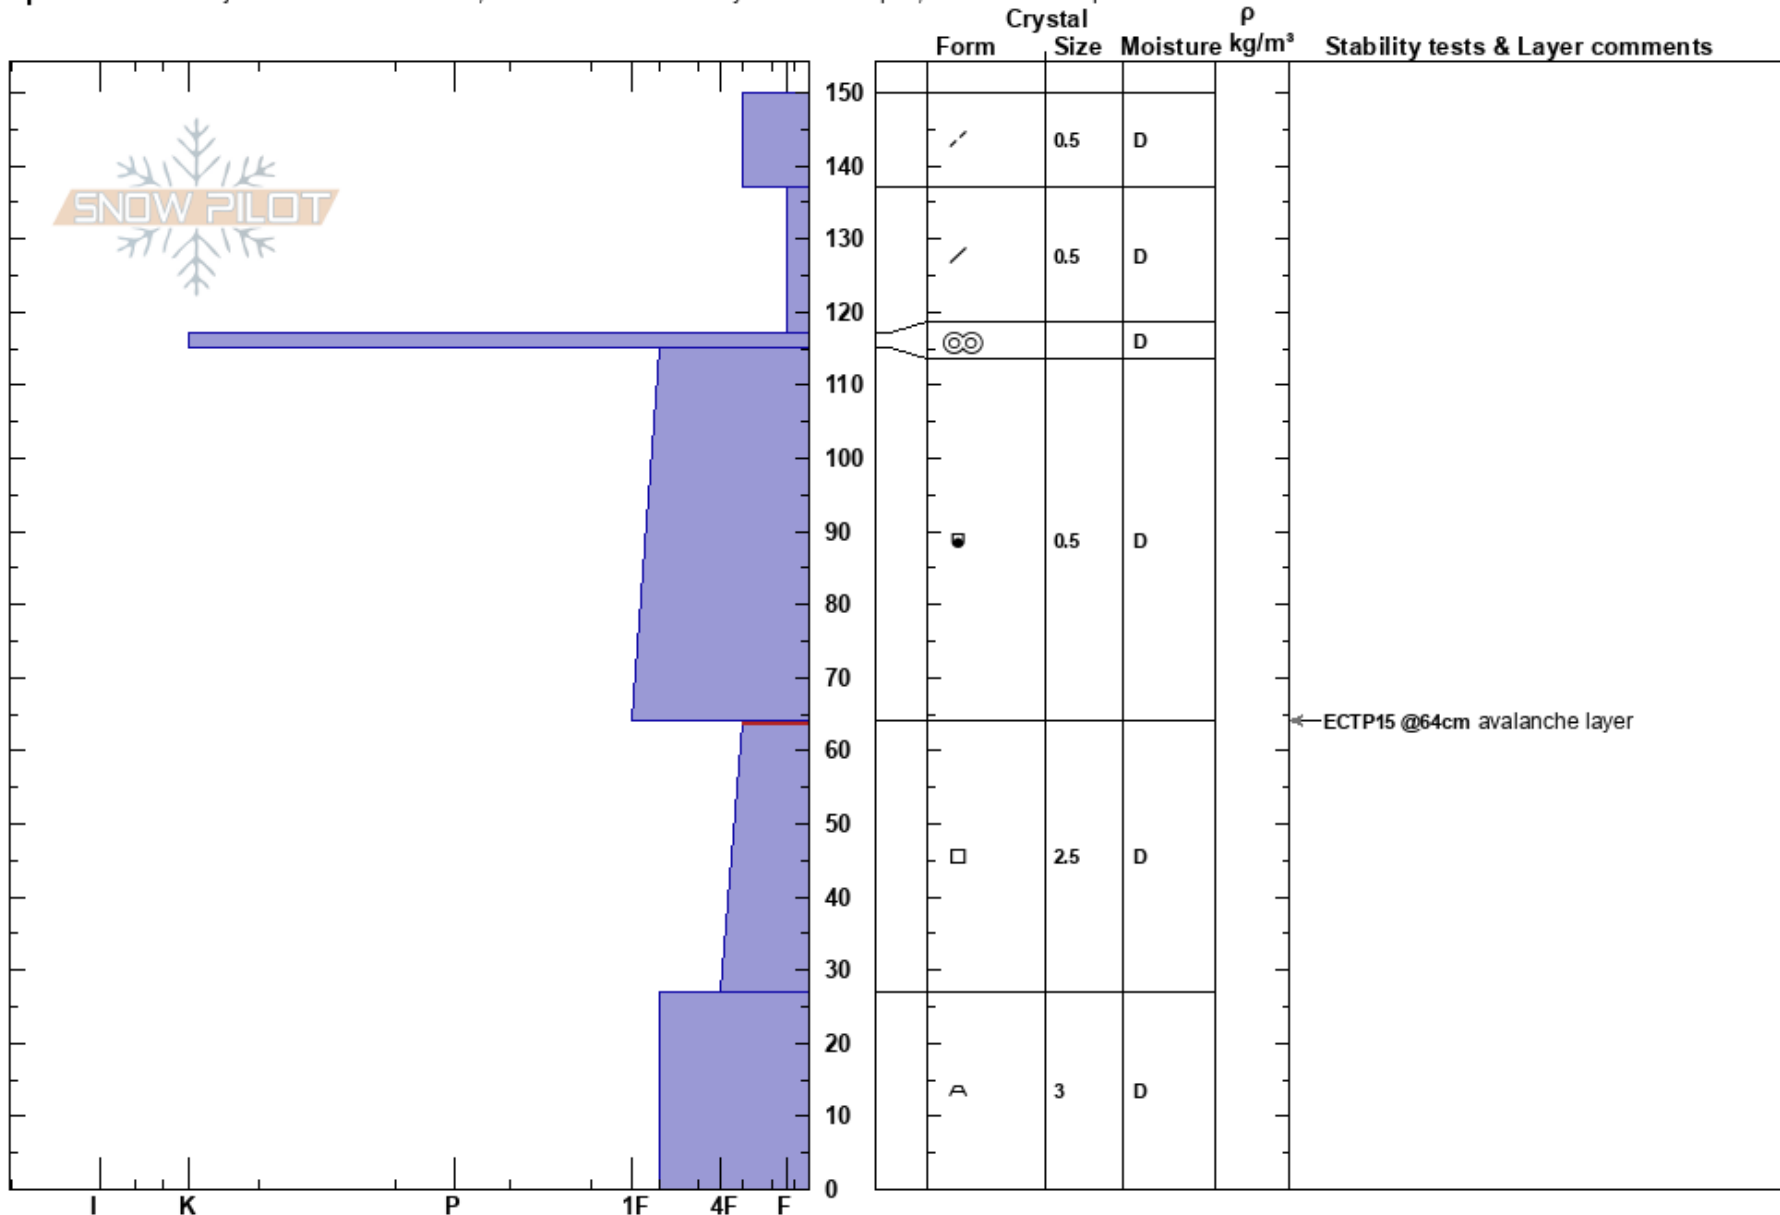 Crystal ρ
Form Size Moisture kg/m³ Stability tests & Layer comments
150
0.5 D
140
SNOW PILOT
130
0.5 D
120
D
110
100
90
0.5 D
80
70
ECTP15 @64cm avalanche layer
60
50
2.5 D
40
30
20
3 D
10
0
I K P 1F 4F F